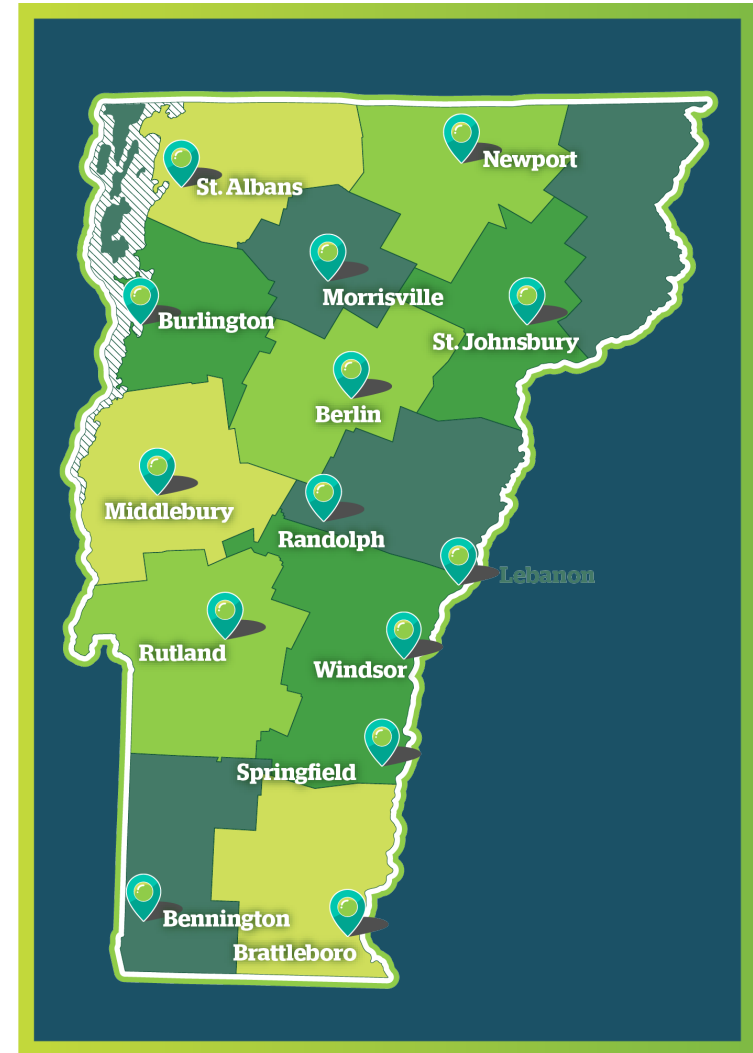 Newport
St. Albans
Morrisville
Burlington
St. Johnsbury
Berlin
Middlebury
Randolph
Lebanon
Rutland
Windsor
Springfield
Bennington
Brattleboro